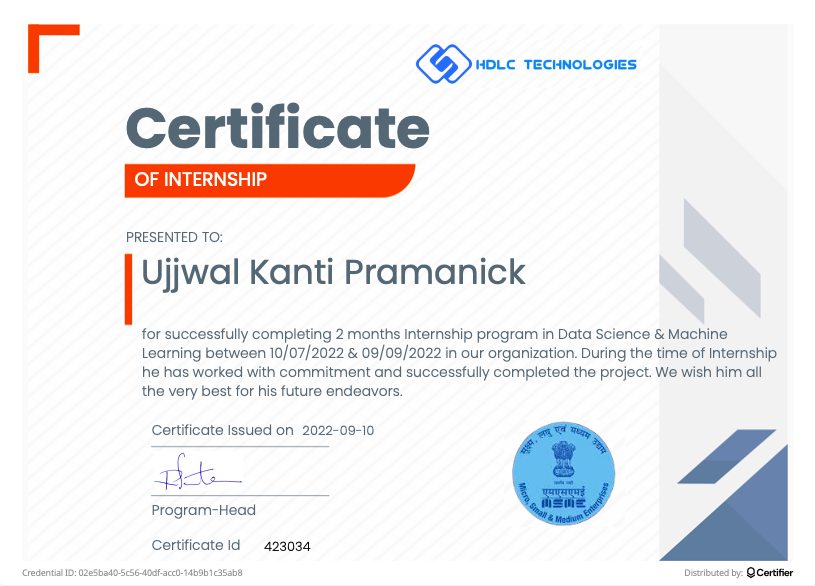 HDLC TECHNOLOGIES
Certificate
OF INTERNSHIP
PRESENTED TO:
Ujjwal Kanti Pramanick
for successfully completing 2 months Internship program in Data Science & Machine
Learning between 10/07/2022 & 09/09/2022 in our organization. During the time of Internship
he has worked with commitment and successfully completed the project. We wish him all
the very best for his future endeavors.
Certificate Issued on 2022-09-10
Program-Head
Certificate Id 423034
सूक्ष्म, लघु एवं मध्यम उद्यम
एमएसएमई
MSME
Micro, Small & Medium Enterprises
Credential ID: 02e5ba40-5c56-40df-acc0-14b9b1c35ab8
Distributed by: Certifier